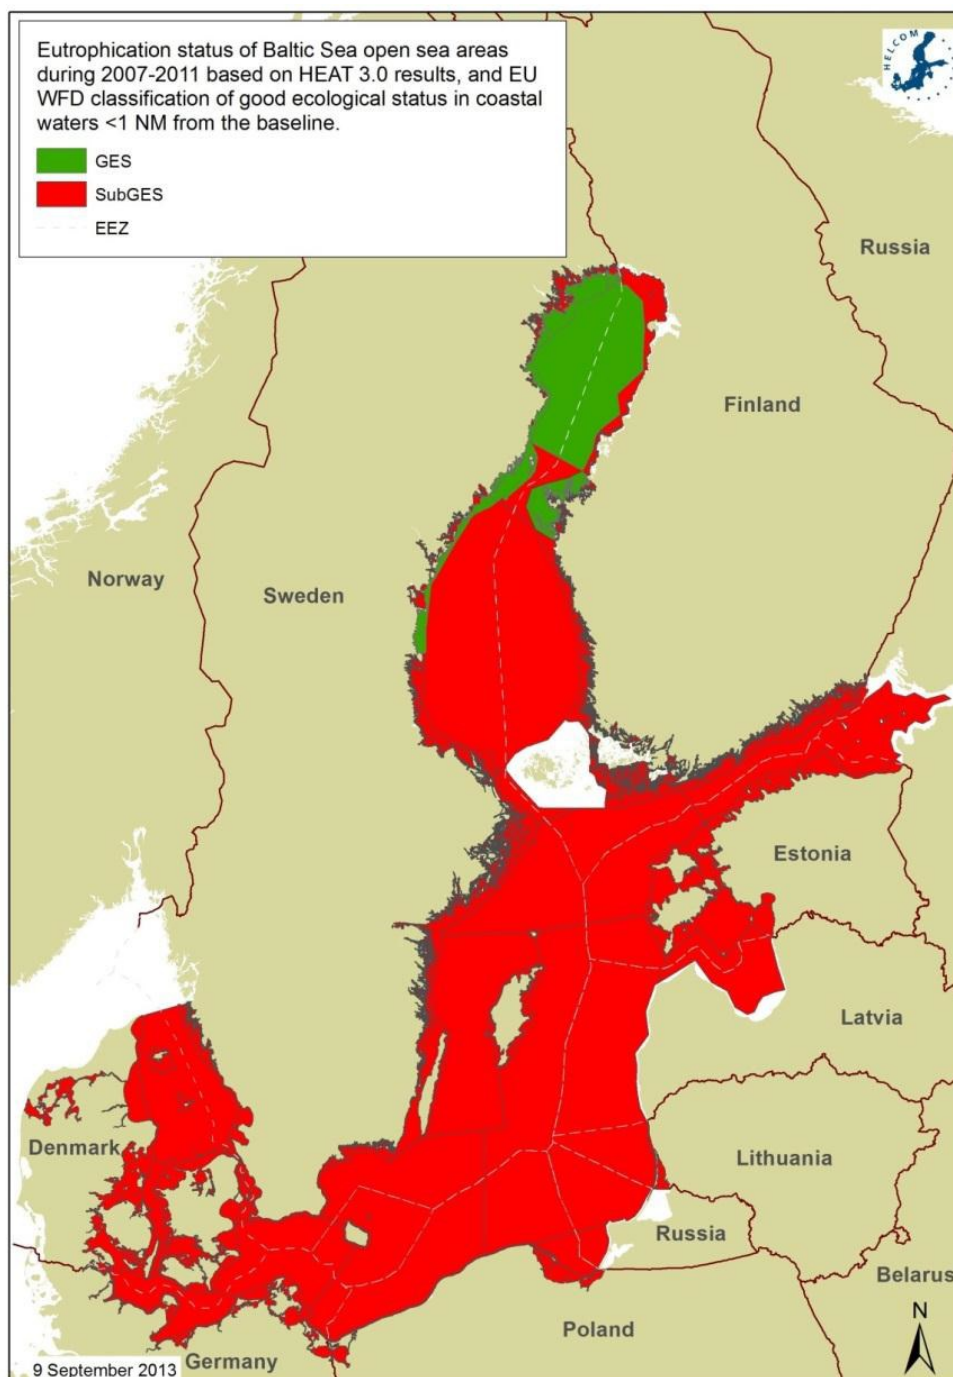 Eutrophication status of Baltic Sea open sea areas
during 2007-2011 based on HEAT 3.0 results, and EU
WFD classification of good ecological status in coastal
waters <1 NM from the baseline.
GES
SubGES
EEZ
HELCOM
Russia
Finland
Norway
Sweden
Estonia
Latvia
Denmark
Lithuania
Russia
Belarus
N
Poland
Germany
9 September 2013